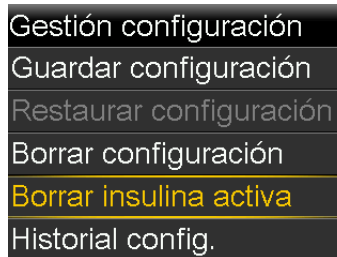 Gestión configuración
Guardar configuración
Restaurar configuración
Borrar configuración
Borrar insulina activa
Historial config.